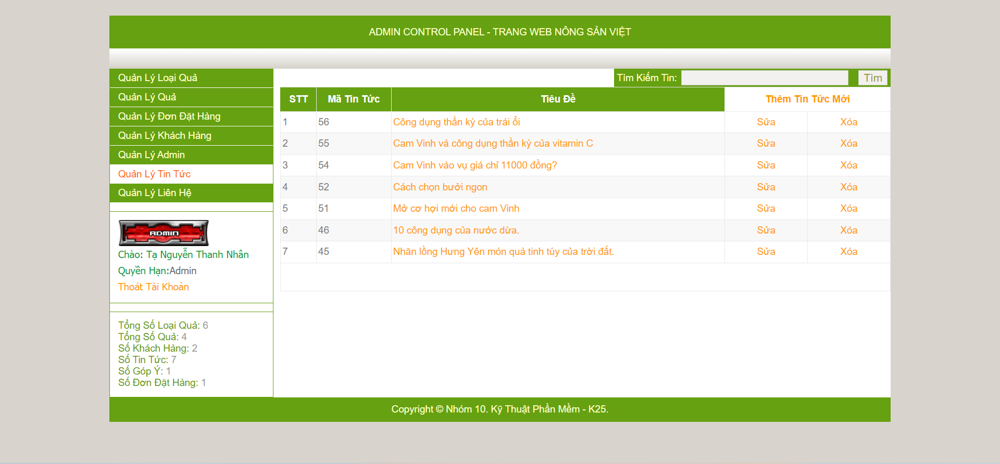 ADMIN CONTROL PANEL - TRANG WEB NÔNG SẢN VIỆT
Quản Lý Loại Quả
Quản Lý Quả
Quản Lý Đơn Đặt Hàng
Quản Lý Khách Hàng
Quản Lý Admin
Quản Lý Tin Tức
Quản Lý Liên Hệ
ADMIN
Chào: Tạ Nguyễn Thanh Nhân
Quyền Hạn:Admin
Thoát Tài Khoản
Tổng Số Loại Quả: 6
Tổng Số Quả: 4
Số Khách Hàng: 2
Số Tin Tức: 7
Số Góp Ý: 1
Số Đơn Đặt Hàng: 1
Tìm Kiếm Tin: Tìm
STT Mã Tin Tức Tiêu Đề Thêm Tin Tức Mới
1 56 Công dụng thần kỳ của trái ổi Sửa Xóa
2 55 Cam Vinh và công dụng thần kỳ của vitamin C Sửa Xóa
3 54 Cam Vinh vào vụ giá chỉ 11000 đồng? Sửa Xóa
4 52 Cách chọn bưởi ngon Sửa Xóa
5 51 Mở cơ hợi mới cho cam Vinh Sửa Xóa
6 46 10 công dụng của nước dừa. Sửa Xóa
7 45 Nhãn lồng Hưng Yên món quà tinh túy của trời đất. Sửa Xóa
Copyright © Nhóm 10. Kỹ Thuật Phần Mềm - K25.